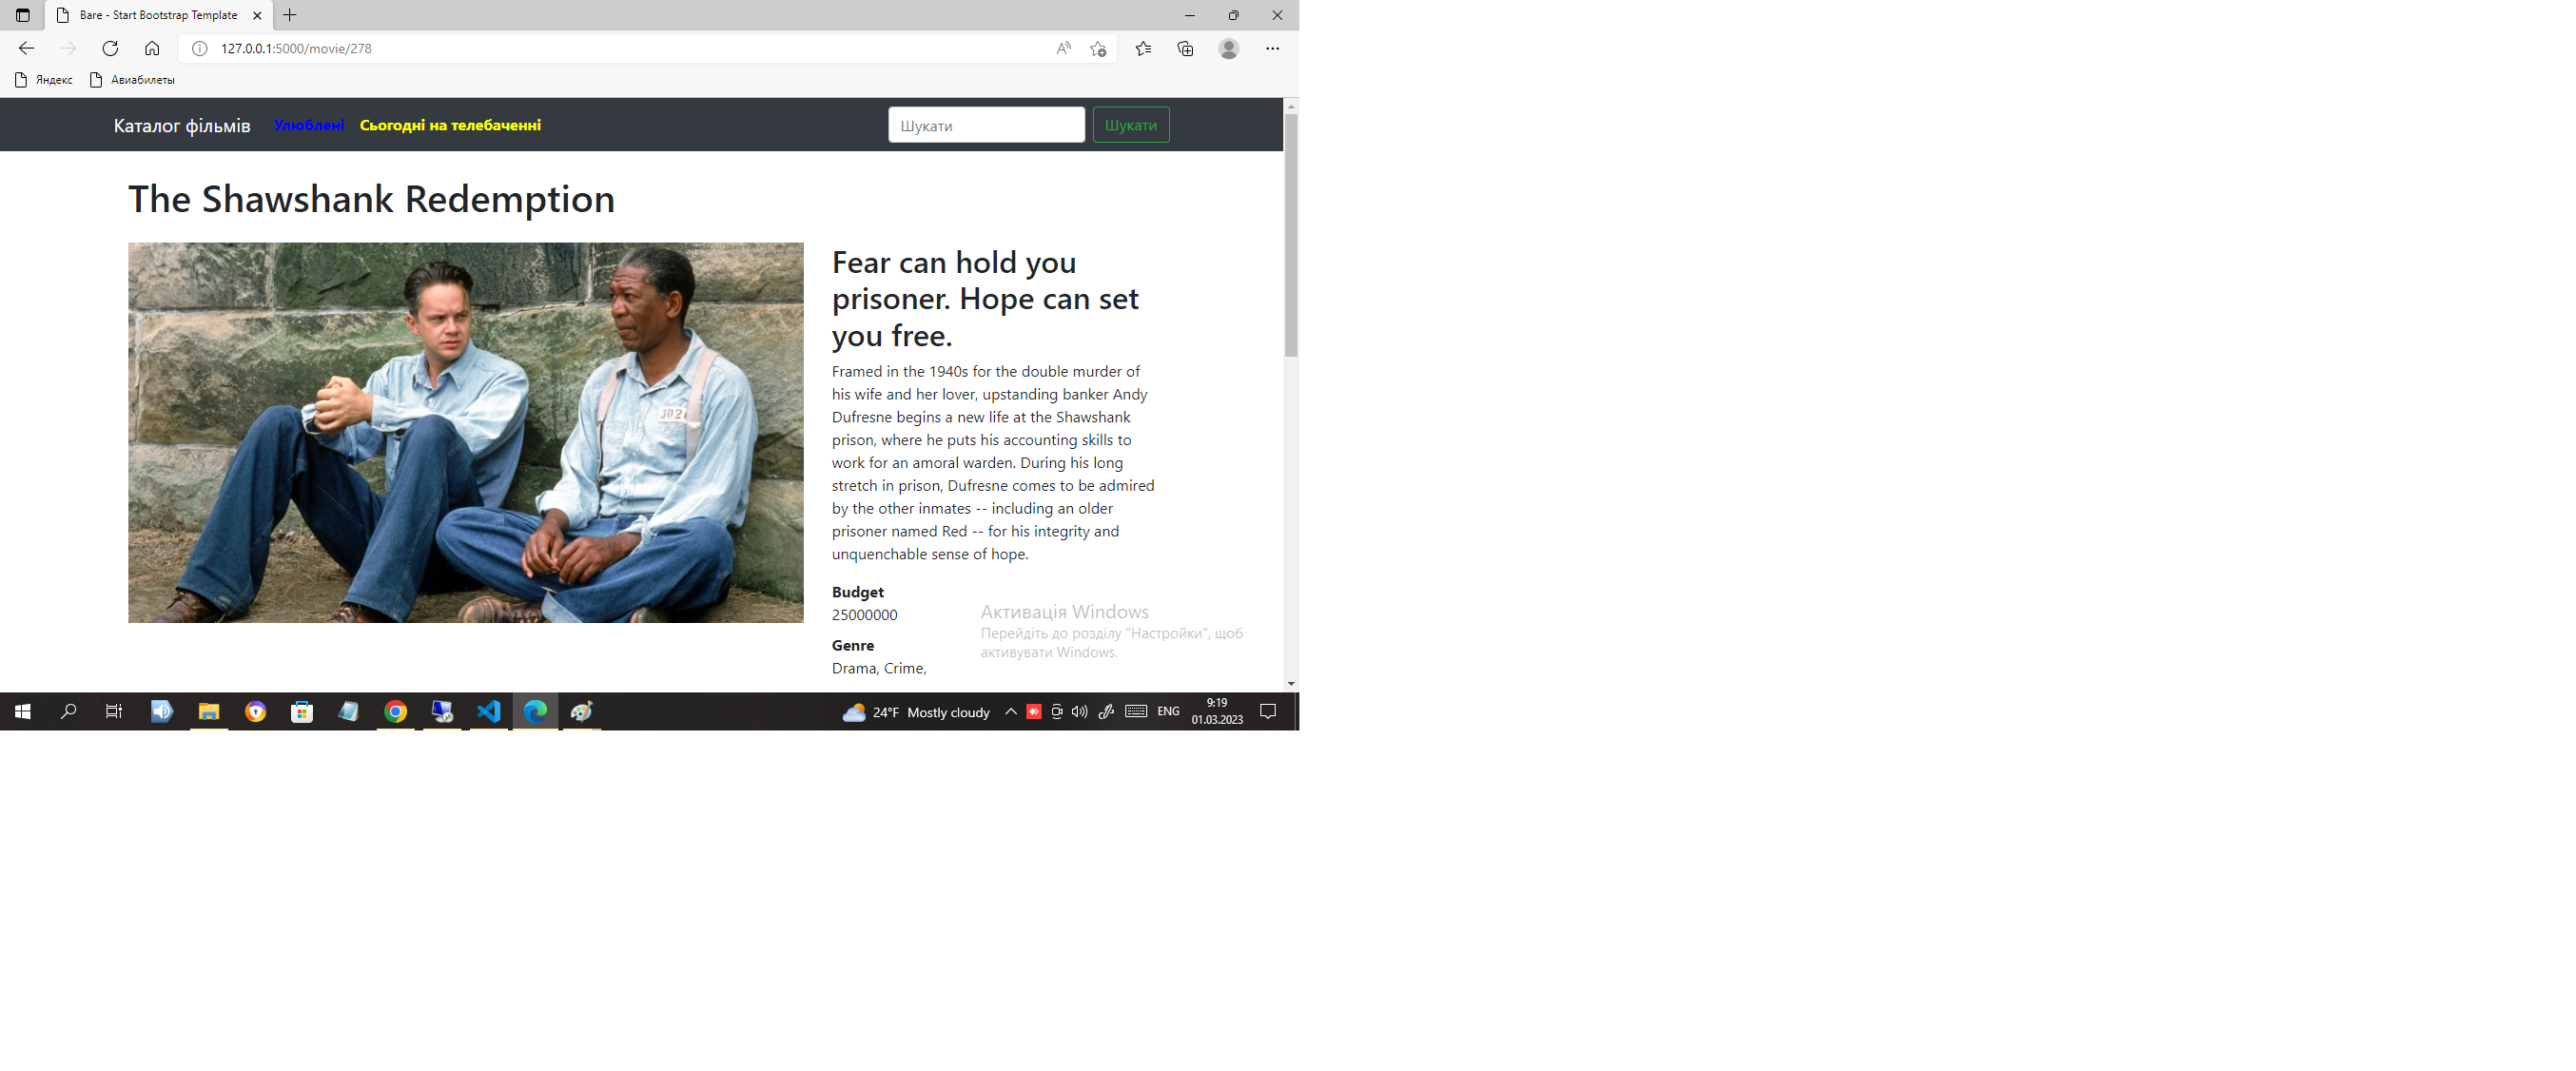 Bare - Start Bootstrap Template
127.0.0.1:5000/movie/278
Яндекс Авиабилеты
Каталог фільмів Улюблені Сьогодні на телебаченні Шукати Шукати
The Shawshank Redemption
Fear can hold you
prisoner. Hope can set
you free.
Framed in the 1940s for the double murder of
his wife and her lover, upstanding banker Andy
Dufresne begins a new life at the Shawshank
prison, where he puts his accounting skills to
work for an amoral warden. During his long
stretch in prison, Dufresne comes to be admired
by the other inmates -- including an older
prisoner named Red -- for his integrity and
unquenchable sense of hope.
Budget
25000000
Genre
Drama, Crime,
Активація Windows
Перейдіть до розділу "Настройки", щоб
активувати Windows.
24°F Mostly cloudy ENG
9:19
01.03.2023